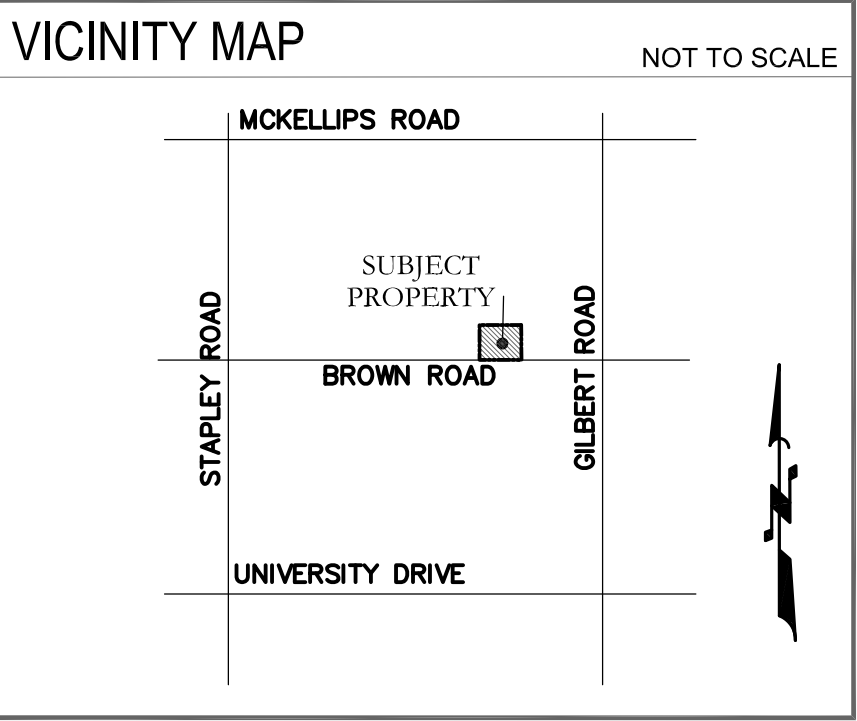 VICINITY MAP
NOT TO SCALE
MCKELLIPS ROAD
SUBJECT
PROPERTY
STAPLEY ROAD
GILBERT ROAD
BROWN ROAD
UNIVERSITY DRIVE